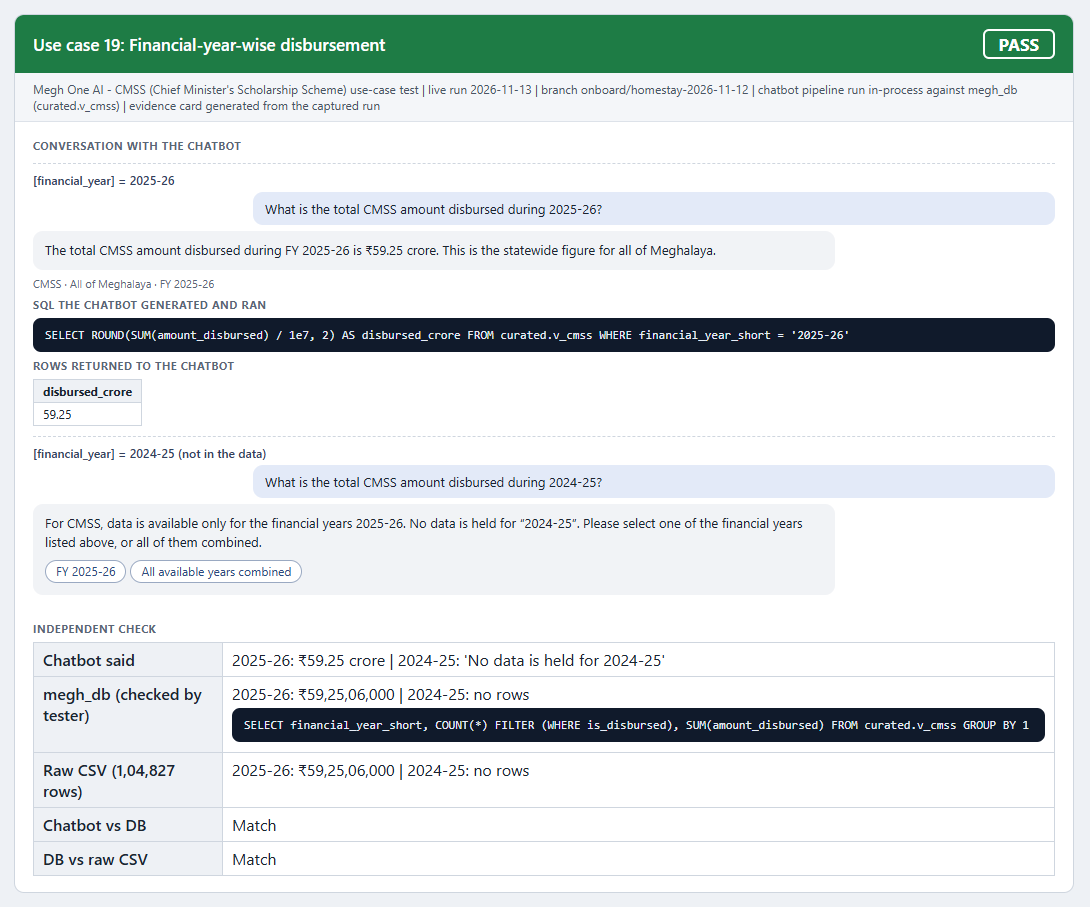 Use case 19: Financial-year-wise disbursement
PASS
Megh One AI - CMSS (Chief Minister's Scholarship Scheme) use-case test | live run 2026-11-13 | branch onboard/homestay-2026-11-12 | chatbot pipeline run in-process against megh_db
(curated.v_cmss) | evidence card generated from the captured run
CONVERSATION WITH THE CHATBOT
[financial_year] = 2025-26
What is the total CMSS amount disbursed during 2025-26?
The total CMSS amount disbursed during FY 2025-26 is ₹59.25 crore. This is the statewide figure for all of Meghalaya.
CMSS · All of Meghalaya · FY 2025-26
SQL THE CHATBOT GENERATED AND RAN
SELECT ROUND(SUM(amount_disbursed) / 1e7, 2) AS disbursed_crore FROM curated.v_cmss WHERE financial_year_short = '2025-26'
ROWS RETURNED TO THE CHATBOT
disbursed_crore
59.25
[financial_year] = 2024-25 (not in the data)
What is the total CMSS amount disbursed during 2024-25?
For CMSS, data is available only for the financial years 2025-26. No data is held for “2024-25”. Please select one of the financial years
listed above, or all of them combined.
FY 2025-26
All available years combined
INDEPENDENT CHECK
Chatbot said
2025-26: ₹59.25 crore | 2024-25: 'No data is held for 2024-25'
megh_db (checked by
tester)
2025-26: ₹59,25,06,000 | 2024-25: no rows
SELECT financial_year_short, COUNT(*) FILTER (WHERE is_disbursed), SUM(amount_disbursed) FROM curated.v_cmss GROUP BY 1
Raw CSV (1,04,827
rows)
2025-26: ₹59,25,06,000 | 2024-25: no rows
Chatbot vs DB
Match
DB vs raw CSV
Match